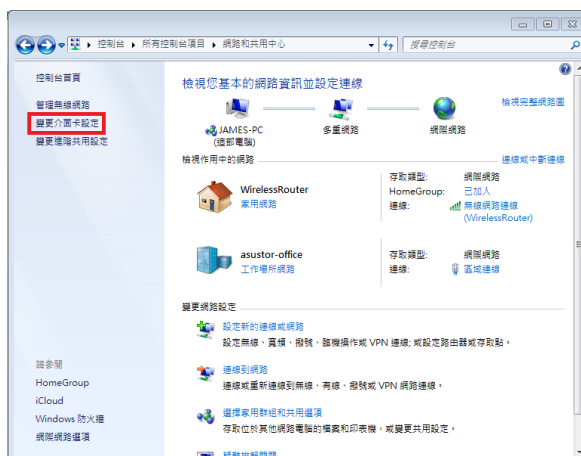 控制台 ▸ 所有控制台項目 ▸ 網路和共用中心
搜尋控制台
控制台首頁
管理無線網路
變更介面卡設定
變更進階共用設定
檢視您基本的網路資訊並設定連線
JAMES-PC
(這部電腦)
多重網路
網際網路
檢視完整網路圖
檢視作用中的網路
連線或中斷連線
WirelessRouter
家用網路
存取類型: 網際網路
HomeGroup: 已加入
連線: 無線網路連線
(WirelessRouter)
asustor-office
工作場所網路
存取類型: 網際網路
連線: 區域連線
變更網路設定
設定新的連線或網路
設定無線、寬頻、撥號、臨機操作或 VPN 連線; 或設定路由器或存取點。
連線到網路
連線或重新連線到無線、有線、撥號或 VPN 網路連線。
選擇家用群組和共用選項
存取位於其他網路電腦的檔案和印表機，或變更共用設定。
疑難排解問題
請參閱
HomeGroup
iCloud
Windows 防火牆
網際網路選項